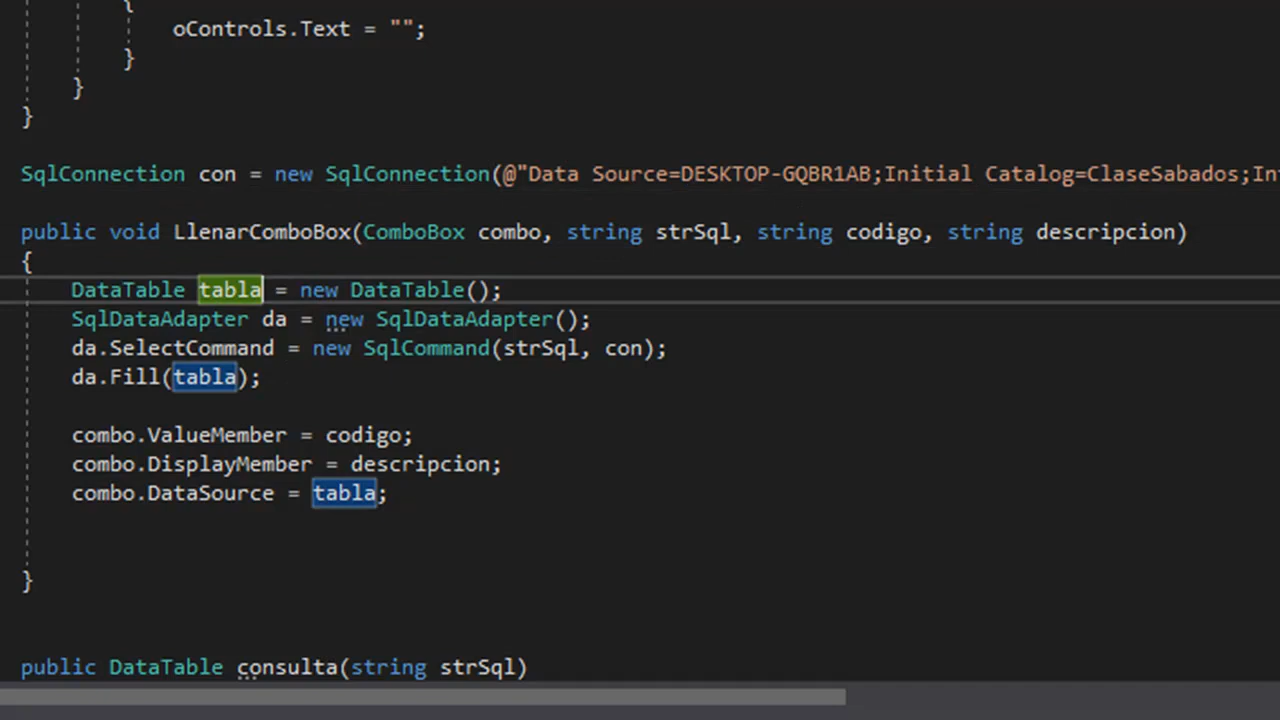 {
oControls.Text = "";
}
}
}
SqlConnection con = new SqlConnection(@"Data Source=DESKTOP-GQBR1AB;Initial Catalog=ClaseSabados;In
public void LlenarComboBox(ComboBox combo, string strSql, string codigo, string descripcion)
{
DataTable tabla = new DataTable();
SqlDataAdapter da = new SqlDataAdapter();
da.SelectCommand = new SqlCommand(strSql, con);
da.Fill(tabla);
combo.ValueMember = codigo;
combo.DisplayMember = descripcion;
combo.DataSource = tabla;
}
public DataTable consulta(string strSql)